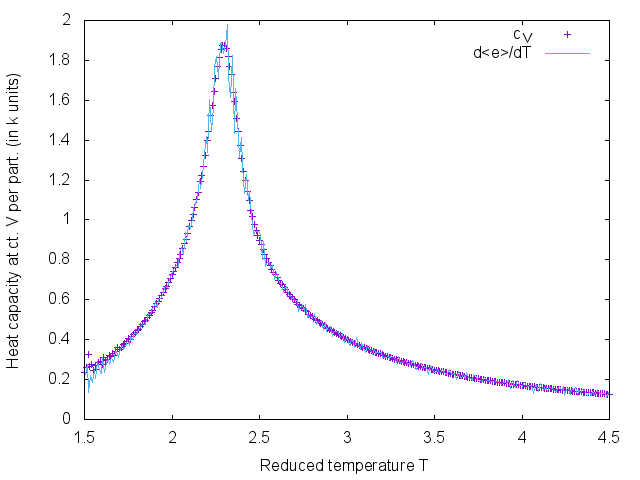 2
1.8
1.6
1.4
1.2
1
0.8
0.6
0.4
0.2
0
1.5 2 2.5 3 3.5 4 4.5
Heat capacity at ct. V per part. (in k units)
Reduced temperature T
cV
d<e>/dT